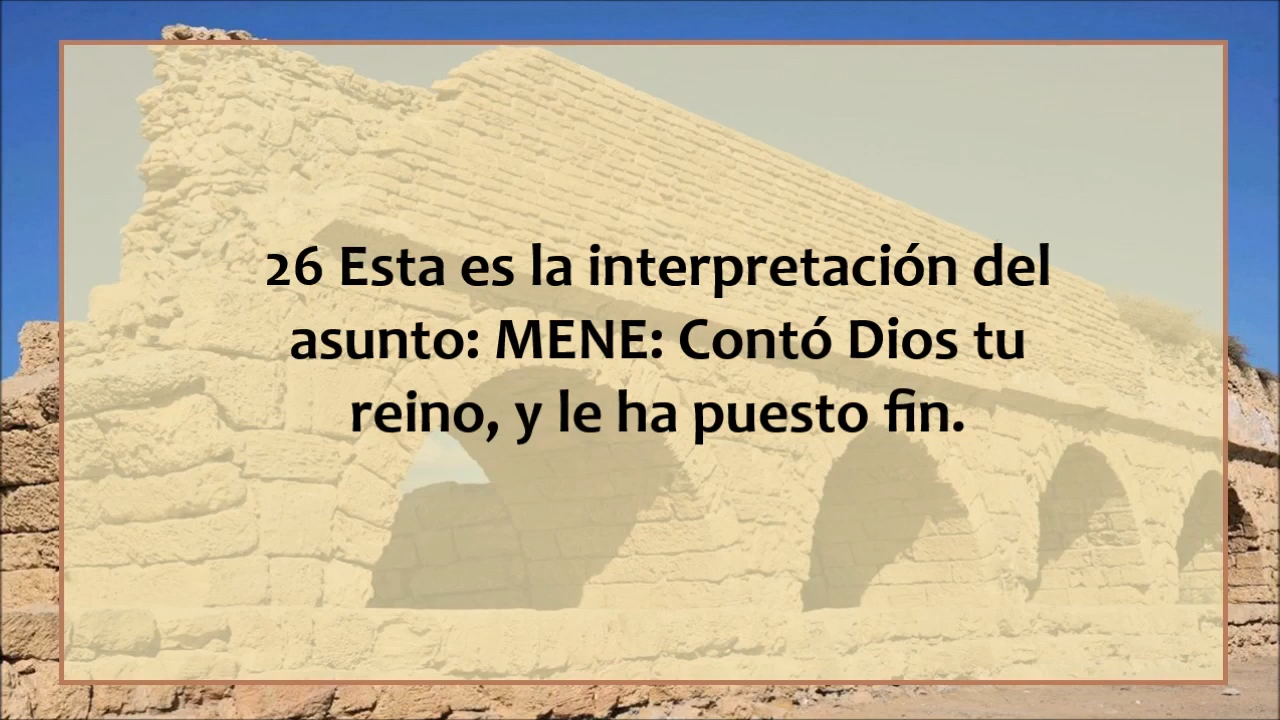 26 Esta es la interpretación del
asunto: MENE: Contó Dios tu
reino, y le ha puesto fin.